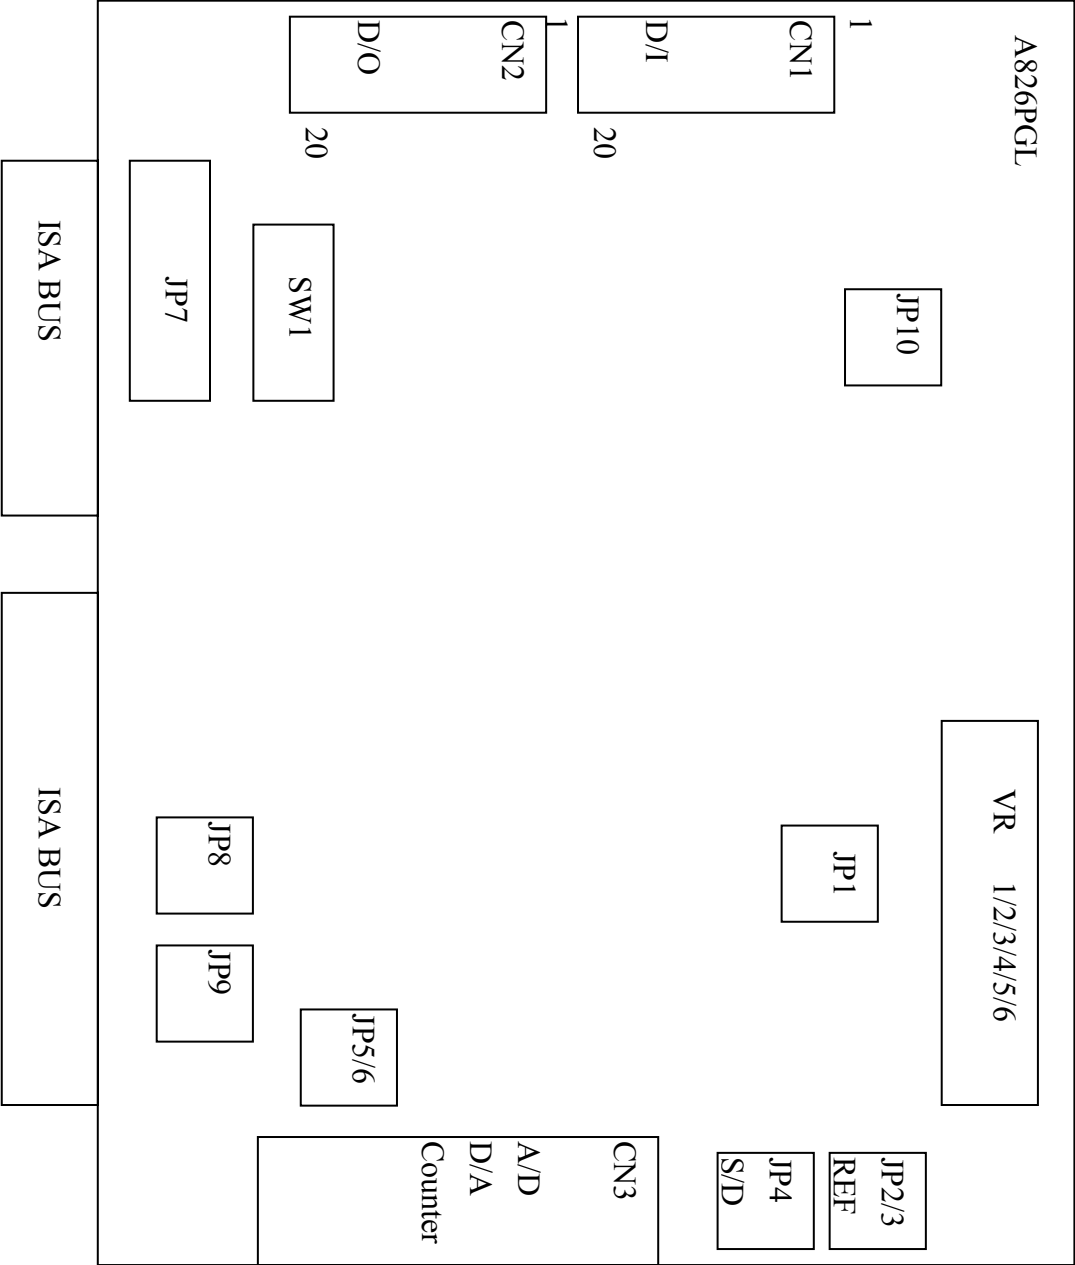 A826PGL
VR 1/2/3/4/5/6
JP10
JP2/3
REF
1
CN1
D/I
20
JP1
JP4
S/D
1
CN2
D/O
20
CN3
A/D
D/A
Counter
JP5/6
SW1
JP8
JP9
JP7
ISA BUS
ISA BUS